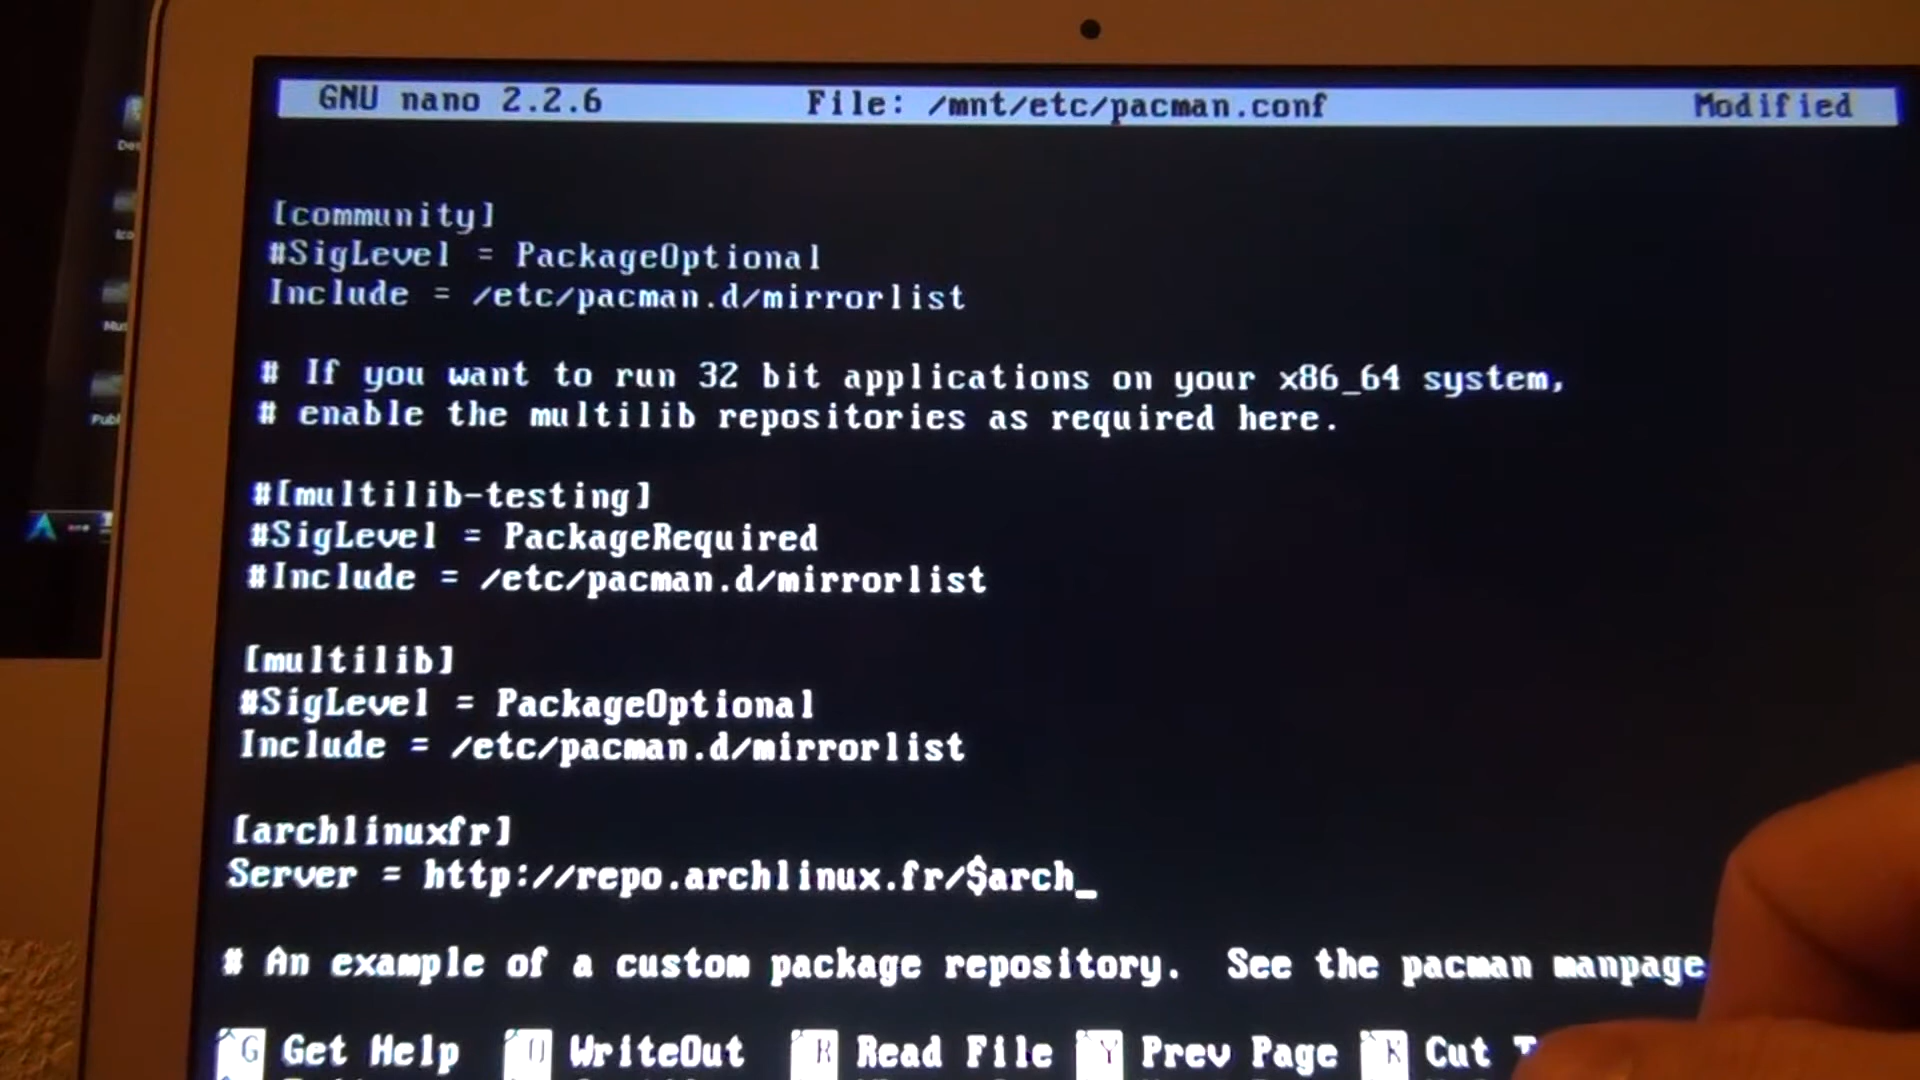 GNU nano 2.2.6 File: /mnt/etc/pacman.conf Modified
[community]
#SigLevel = PackageOptional
Include = /etc/pacman.d/mirrorlist
# If you want to run 32 bit applications on your x86_64 system,
# enable the multilib repositories as required here.
#[multilib-testing]
#SigLevel = PackageRequired
#Include = /etc/pacman.d/mirrorlist
[multilib]
#SigLevel = PackageOptional
Include = /etc/pacman.d/mirrorlist
[archlinuxfr]
Server = http://repo.archlinux.fr/$arch_
# An example of a custom package repository.  See the pacman manpage
^G Get Help ^O WriteOut ^R Read File ^Y Prev Page ^K Cut